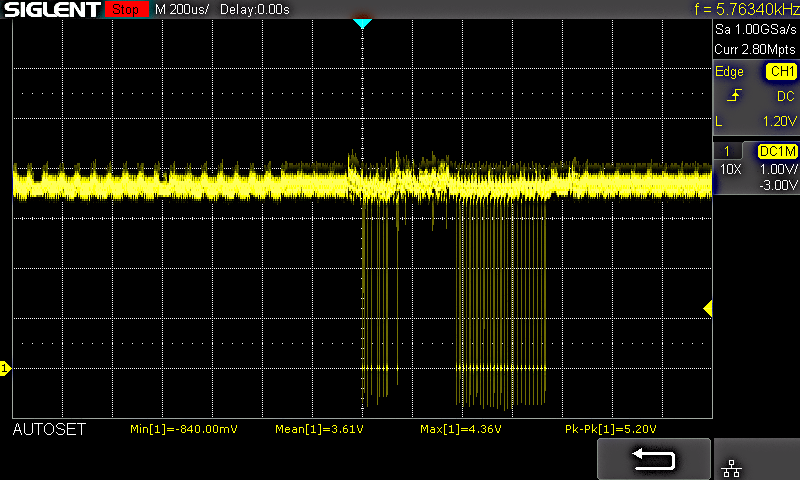 SIGLENT Stop M 200us/ Delay:0.00s f = 5.76340kHz
Sa 1.00GSa/s
Curr 2.80Mpts
Edge CH1
DC
L 1.20V
1 DC1M
10X 1.00V/
-3.00V
1
AUTOSET Min[1]=-840.00mV Mean[1]=3.61V Max[1]=4.36V Pk-Pk[1]=5.20V